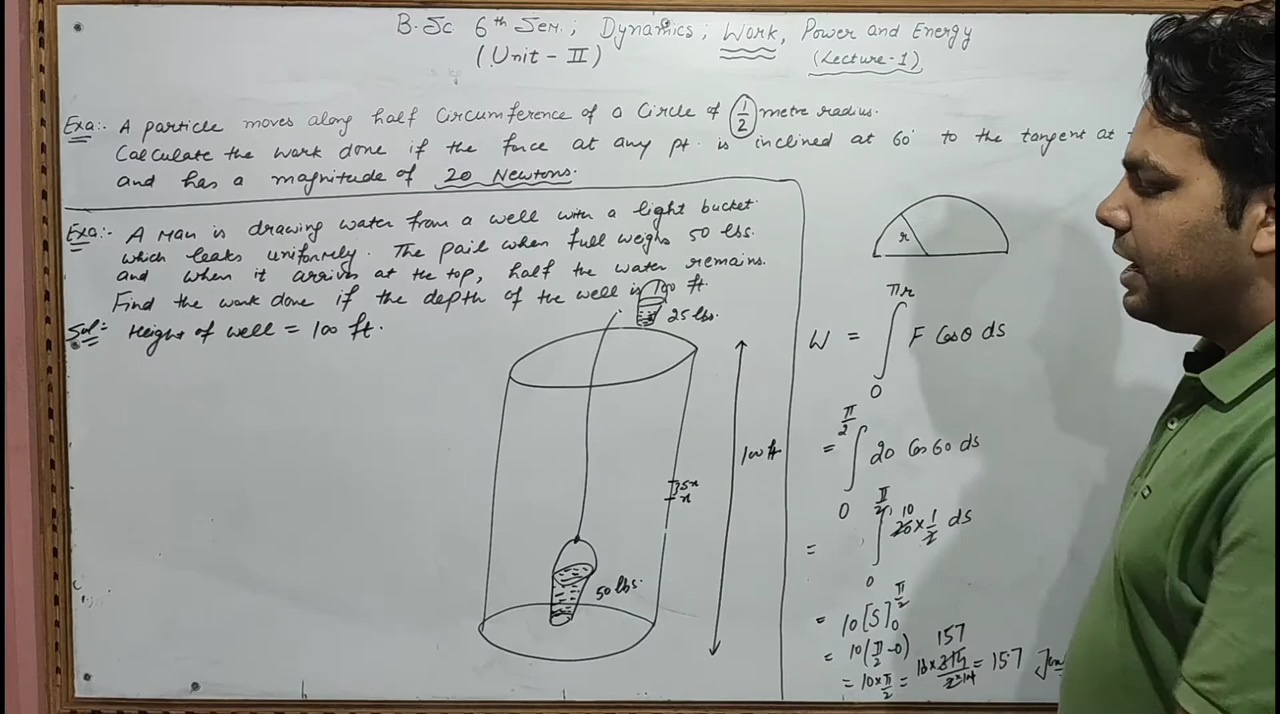 B.Sc 6th Sem.; Dynamics; Work, Power and Energy
(Unit - II) (Lecture-1)
Exa:- A particle moves along half Circumference of a Circle of (1/2) metre radius.
Calculate the work done if the force at any pt. is inclined at 60° to the tangent at
and has a magnitude of 20 Newtons.
Exa:- A Man is drawing water from a well with a light bucket
which leaks uniformly. The pail when full weighs 50 lbs.
and when it arrives at the top, half the water remains.
Find the work done if the depth of the well is 100 ft.
Sol:- Height of well = 100 ft.
25 lbs.
100 ft
δx
x
50 lbs.
r
W = ∫₀^{πr} F Cosθ ds
= ∫₀^{π/2} 20 Cos 60 ds
= ∫₀^{π/2} 20 × 1/2 ds
10
= 10 [S]₀^{π/2}
= 10 (π/2 - 0)
157
= 10 × π/2 = = 157